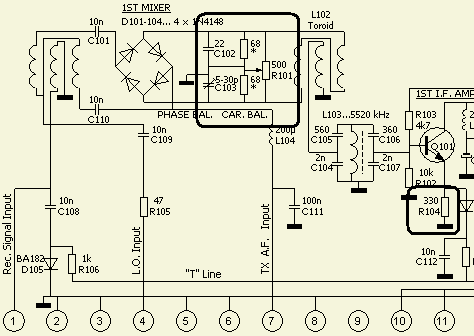 1ST MIXER
D101-104... 4 × 1N4148
L102
Toroid
10n
C101
22
C102
68
*
500
R101
5-30p
C103
68
*
1ST I.F. AMP
10n
C110
PHASE BAL.
CAR. BAL.
L103...5520 kHz
R103
4k7
10n
C109
200µ
L104
560
C105
360
C106
Q101
2n
C104
2n
C107
10k
R102
10n
C108
47
R105
100n
C111
330
R104
Rec. Signal Input
L.O. Input
TX A.F. Input
BA182
D105
1k
R106
10n
C112
"T" Line
1 2 3 4 5 6 7 8 9 10 11